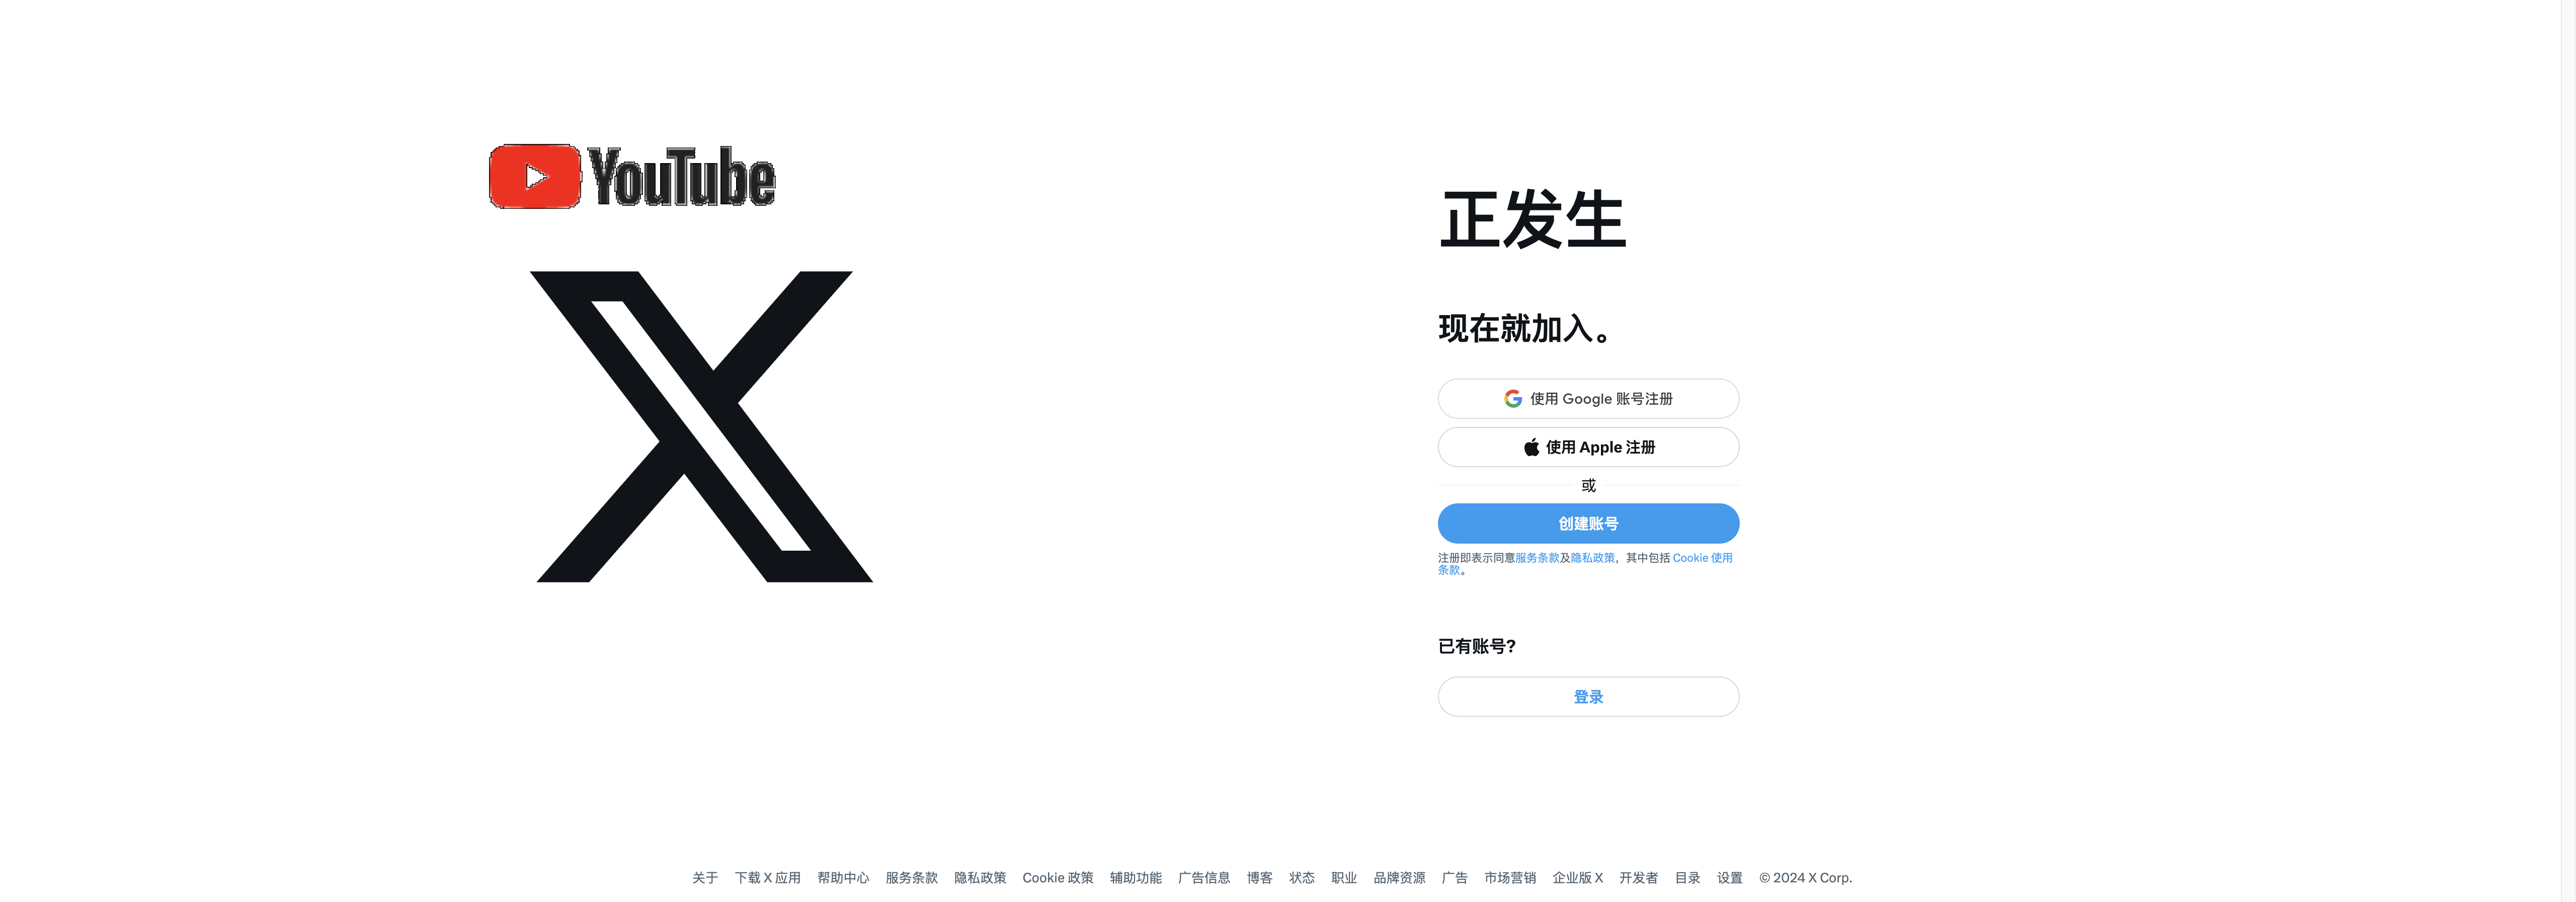 YouTube
正发生
现在就加入。
使用 Google 账号注册
使用 Apple 注册
或
创建账号
注册即表示同意服务条款及隐私政策，其中包括 Cookie 使用
条款。
已有账号?
登录
关于 下载 X 应用 帮助中心 服务条款 隐私政策 Cookie 政策 辅助功能 广告信息 博客 状态 职业 品牌资源 广告 市场营销 企业版 X 开发者 目录 设置 © 2024 X Corp.